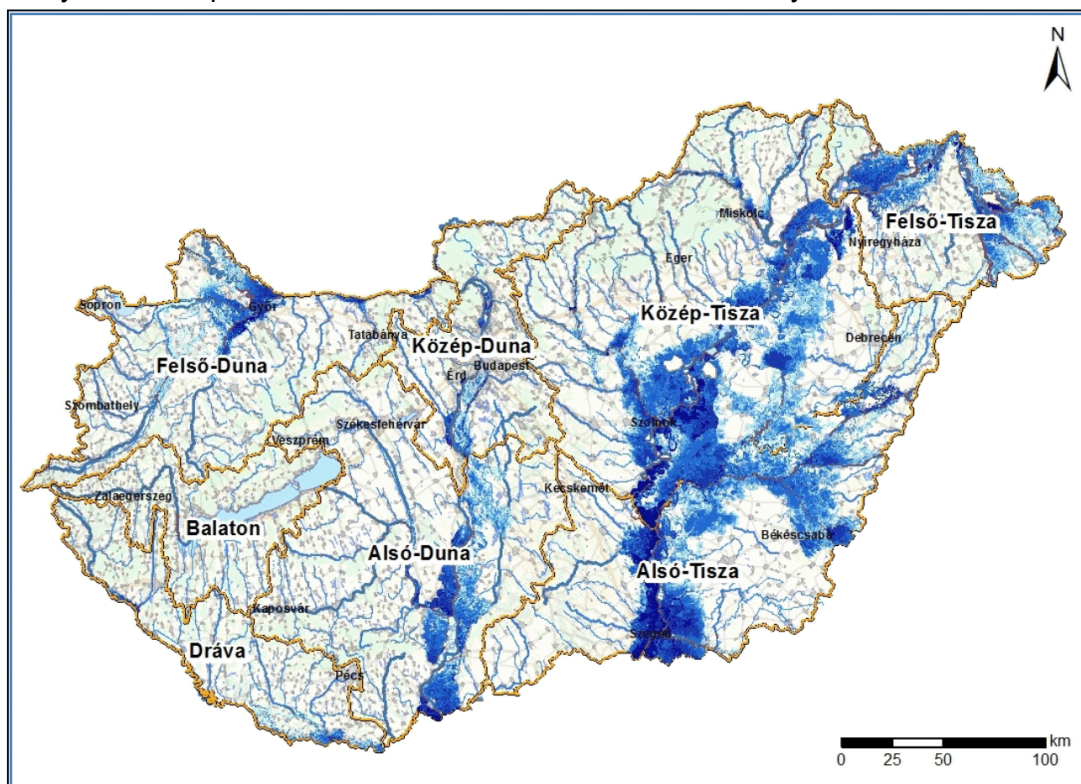 N
Miskolc
Felső-Tisza
Nyíregyháza
Eger
Sopron
Győr
Közép-Tisza
Tatabánya
Közép-Duna
Debrecen
Felső-Duna
Budapest
Érd
Szombathely
Székesfehérvár
Szolnok
Veszprém
Kecskemét
Zalaegerszeg
Balaton
Békéscsaba
Alsó-Duna
Alsó-Tisza
Kaposvár
Szeged
Dráva
Pécs
km
0 25 50 100